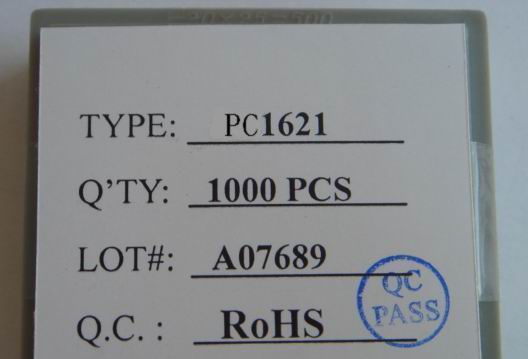 TYPE: PC1621
Q'TY: 1000 PCS
LOT#: A07689
Q.C. : RoHS
QC
PASS